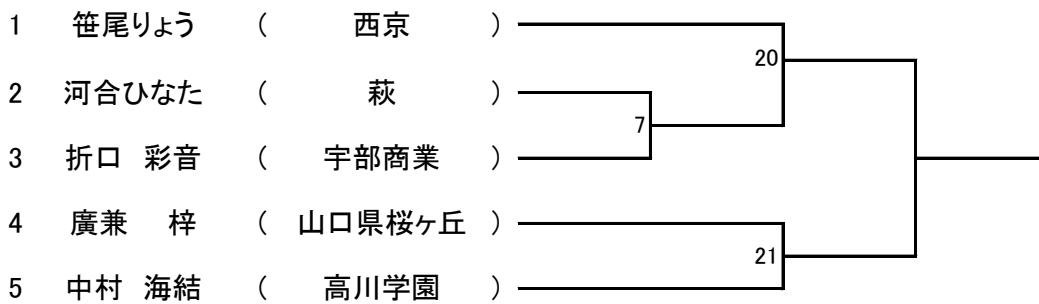 1 笹尾りょう ( 西京 )
20
2 河合ひなた ( 萩 )
7
3 折口 彩音 ( 宇部商業 )
4 廣兼 梓 ( 山口県桜ヶ丘 )
21
5 中村 海結 ( 高川学園 )